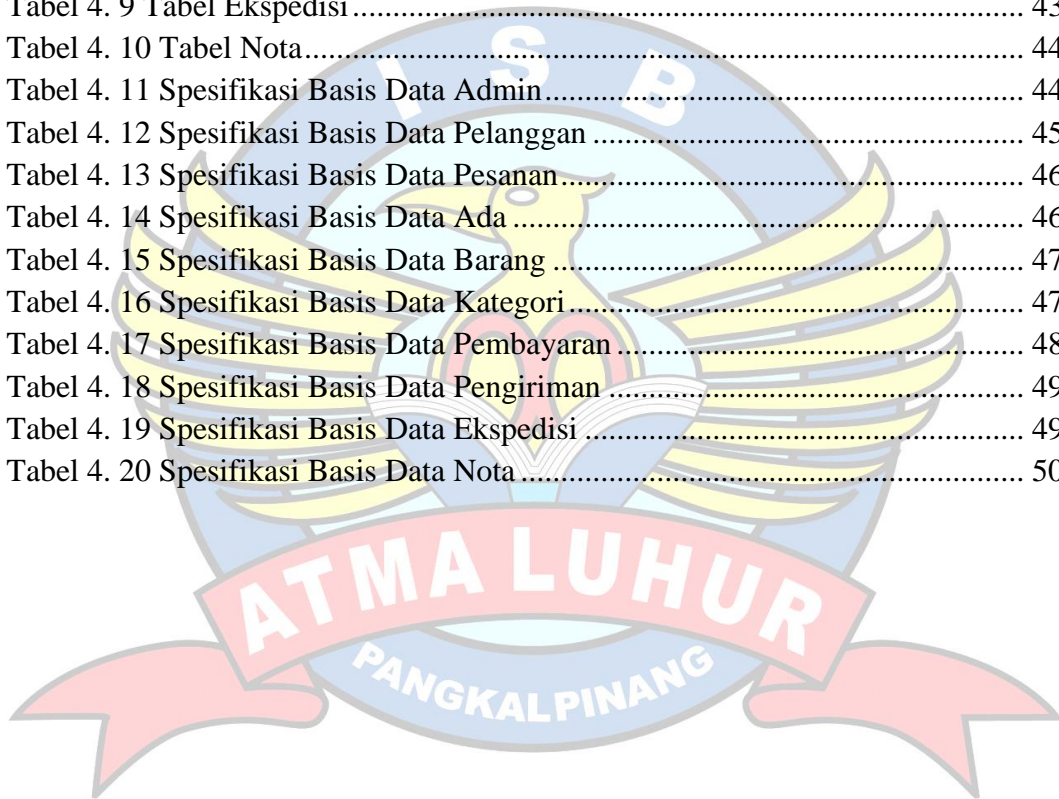 Tabel 4. 9 Tabel Ekspedisi ........................................................................................ 43
Tabel 4. 10 Tabel Nota ............................................................................................. 44
Tabel 4. 11 Spesifikasi Basis Data Admin ............................................................... 44
Tabel 4. 12 Spesifikasi Basis Data Pelanggan ......................................................... 45
Tabel 4. 13 Spesifikasi Basis Data Pesanan ............................................................. 46
Tabel 4. 14 Spesifikasi Basis Data Ada ................................................................... 46
Tabel 4. 15 Spesifikasi Basis Data Barang .............................................................. 47
Tabel 4. 16 Spesifikasi Basis Data Kategori ............................................................ 47
Tabel 4. 17 Spesifikasi Basis Data Pembayaran ...................................................... 48
Tabel 4. 18 Spesifikasi Basis Data Pengiriman ....................................................... 49
Tabel 4. 19 Spesifikasi Basis Data Ekspedisi .......................................................... 49
Tabel 4. 20 Spesifikasi Basis Data Nota .................................................................. 50
I S B
ATMA LUHUR
PANGKALPINANG